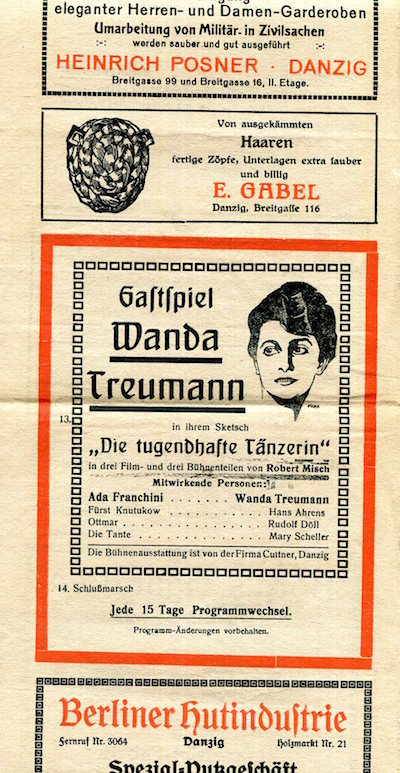 eleganter Herren- und Damen-Garderoben
Umarbeitung von Militär- in Zivilsachen
:-: werden sauber und gut ausgeführt :-:
HEINRICH POSNER · DANZIG
Breitgasse 99 und Breitgasse 16, II. Etage.
Von ausgekämmten
Haaren
fertige Zöpfe, Unterlagen extra ſauber
und billig
E. GABEL
Danzig, Breitgaſſe 116
Gaſtſpiel
Wanda
Treumann
13.
in ihrem Sketsch
„Die tugendhafte Tänzerin“
in drei Film- und drei Bühnenteilen von Robert Misch
Mitwirkende Personen:
Ada Franchini . . . . . . . Wanda Treumann
Fürst Knutukow . . . . . . . Hans Ahrens
Ottmar . . . . . . . Rudolf Döll
Die Tante . . . . . . . Mary Scheller
Die Bühnenausstattung ist von der Firma Cuttner, Danzig
14. Schlußmarsch
Jede 15 Tage Programmwechsel.
Programm-Änderungen vorbehalten.
Berliner Hutinduſtrie
Fernruf Nr. 3064 Danzig Holzmarkt Nr. 21
Spezial-Putzgeſchäft